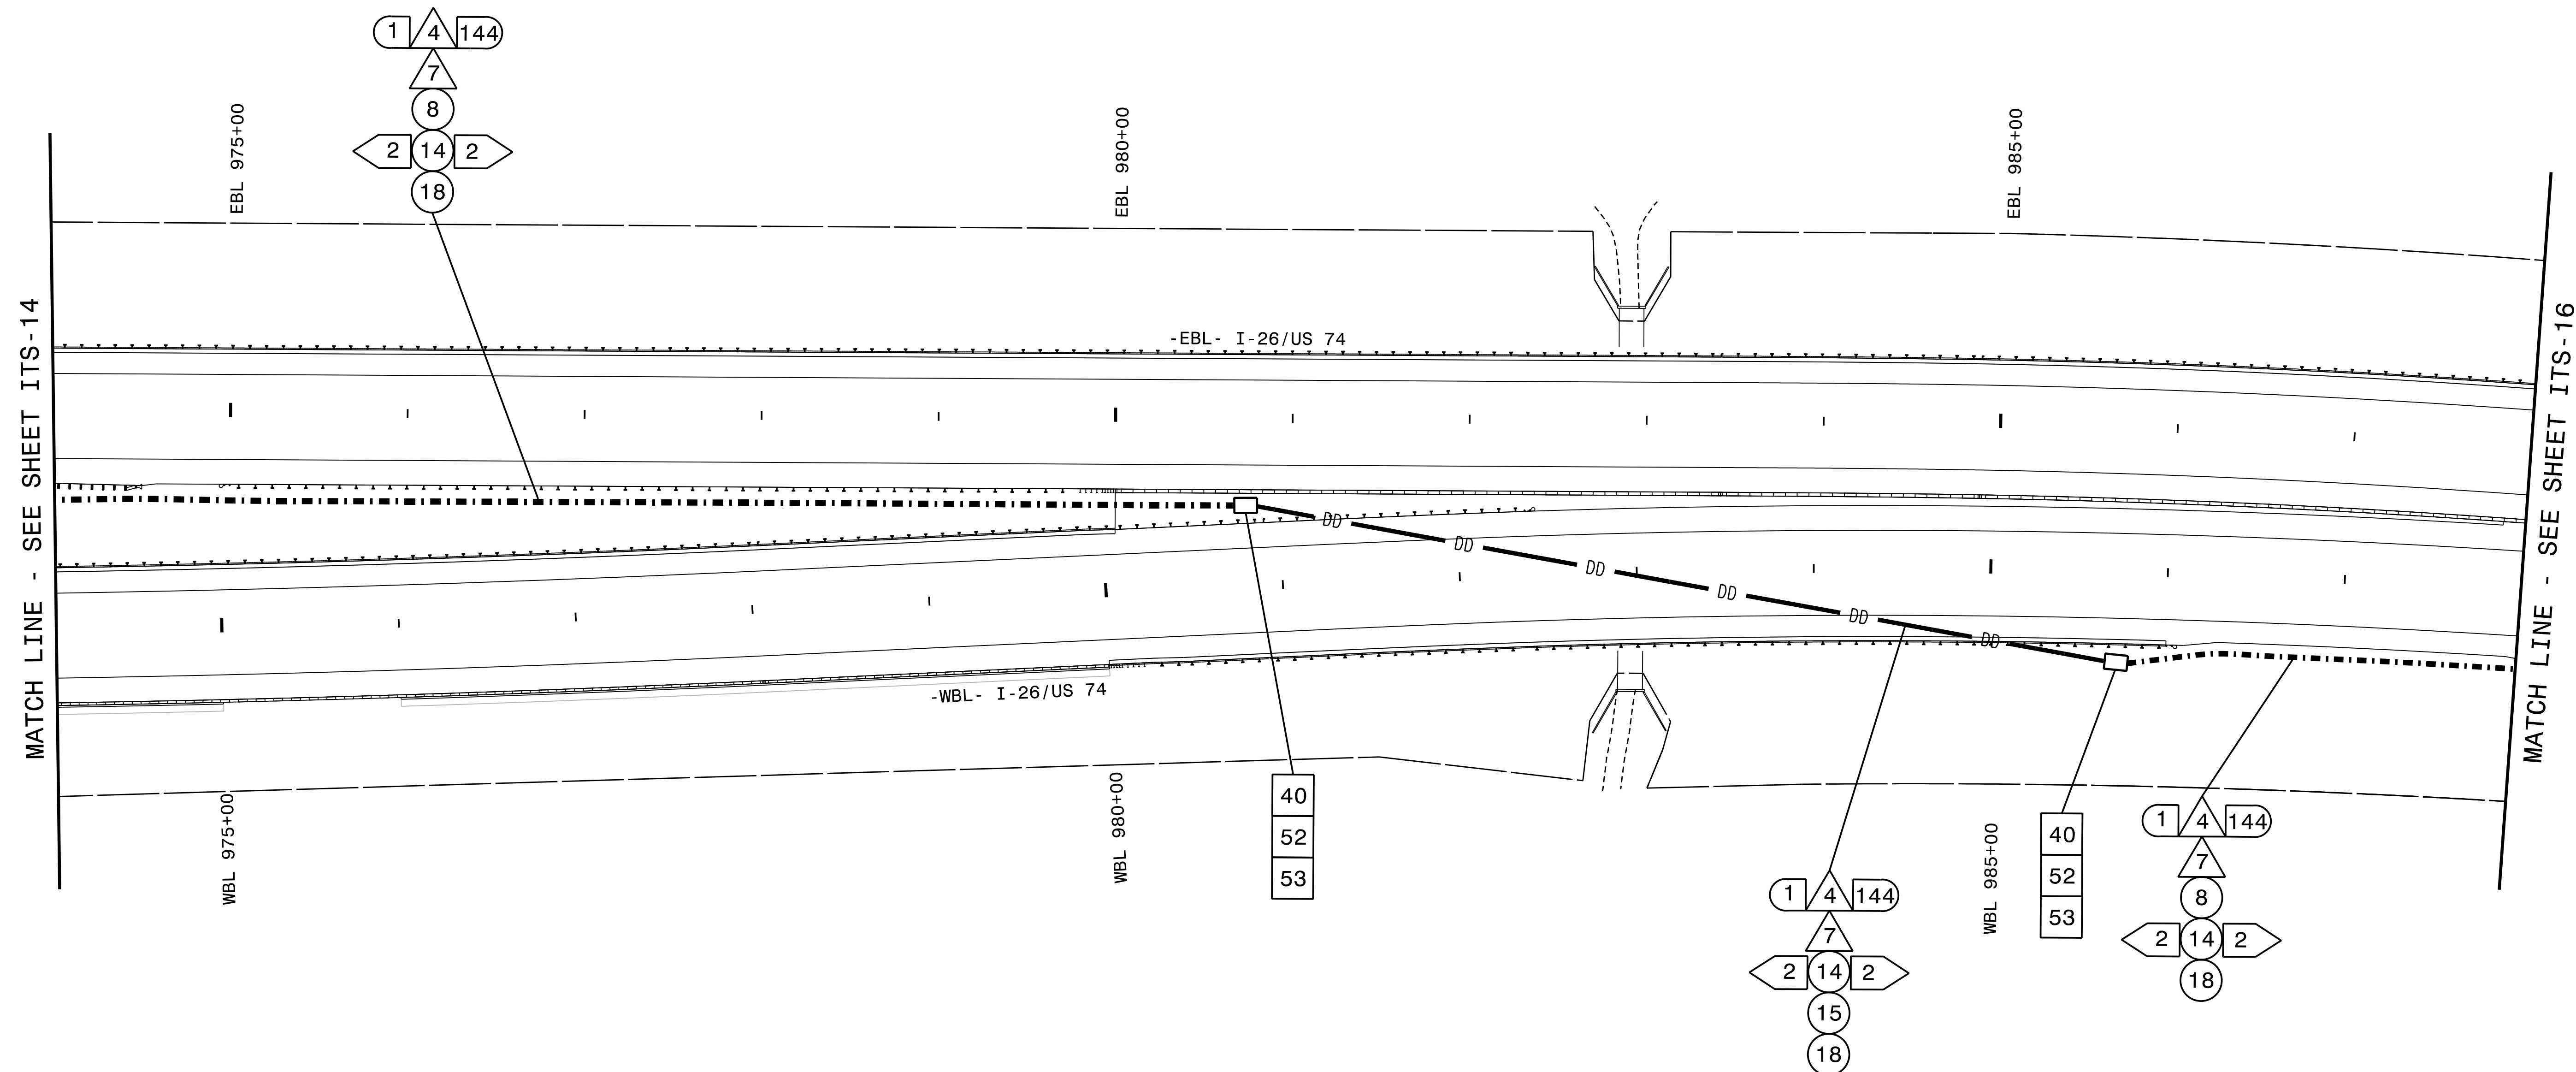 1 4 144
7
8
2 14 2
18
EBL 975+00
EBL 980+00
EBL 985+00
MATCH LINE - SEE SHEET ITS-14
-EBL- I-26/US 74
MATCH LINE - SEE SHEET ITS-16
DD
DD
DD
DD
DD
DD
-WBL- I-26/US 74
WBL 975+00
WBL 980+00
WBL 985+00
40
52
53
1 4 144
7
2 14 2
15
18
40
52
53
1 4 144
7
8
2 14 2
18